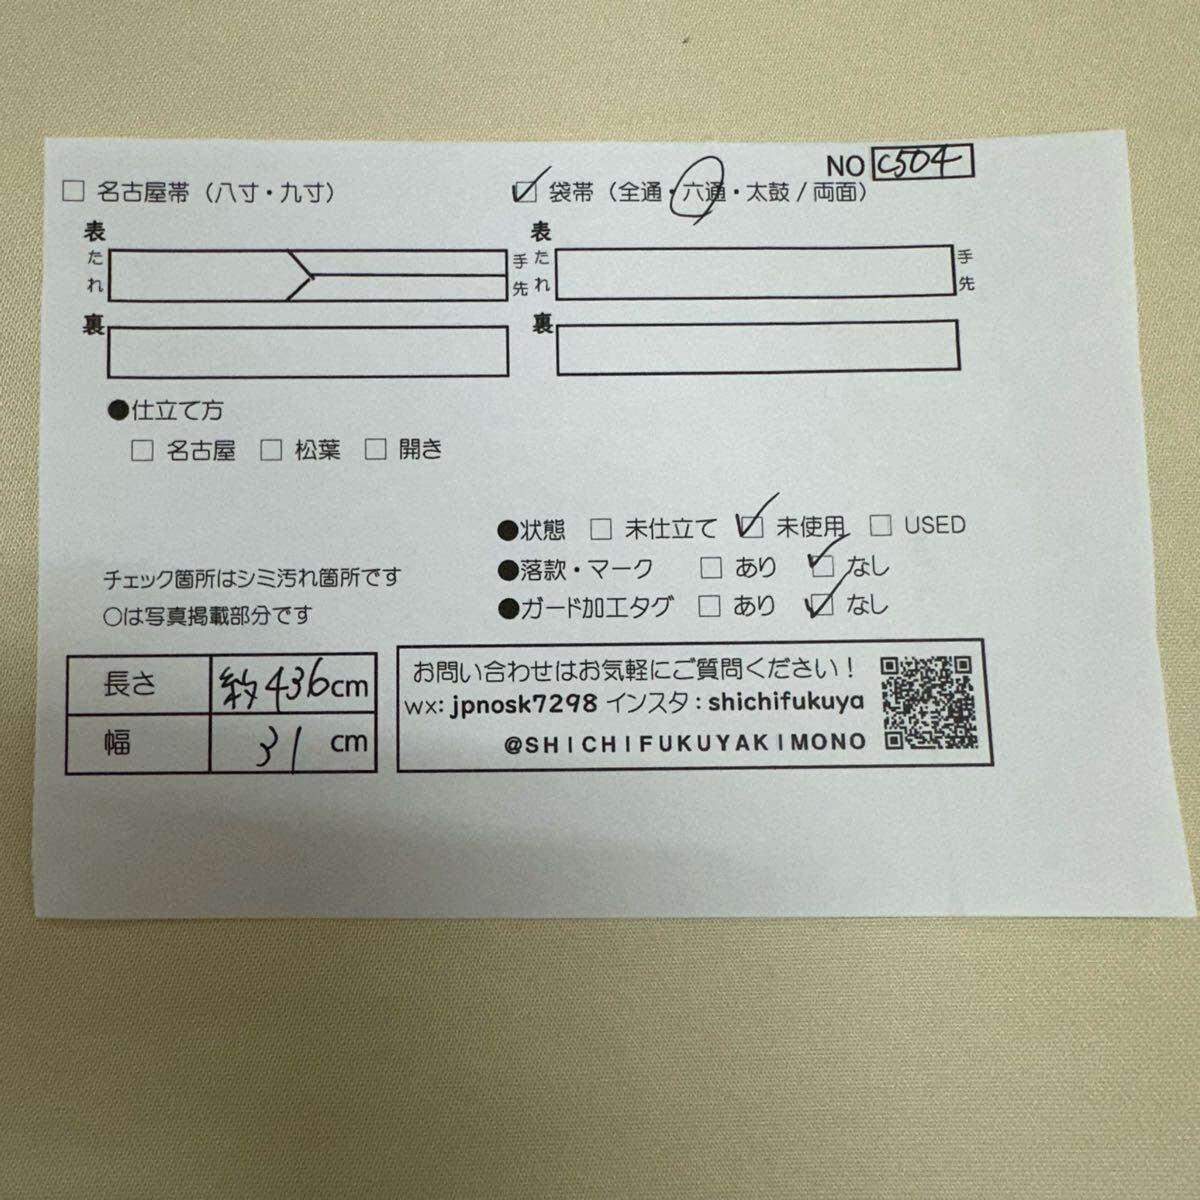 NO C504
□ 名古屋帯（八寸・九寸）
☑ 袋帯（全通・六通・太鼓/両面）
表
たれ
手先
裏
表
たれ
手先
裏
●仕立て方
□ 名古屋 □ 松葉 □ 開き
●状態 □ 未仕立て ☑ 未使用 □ USED
●落款・マーク □ あり ☑ なし
●ガード加工タグ □ あり ☑ なし
チェック箇所はシミ汚れ箇所です
○は写真掲載部分です
長さ 約436cm
幅 31 cm
お問い合わせはお気軽にご質問ください！
wx: jpnosk7298 インスタ : shichifukuya
@SHICHIFUKUYAKIMONO